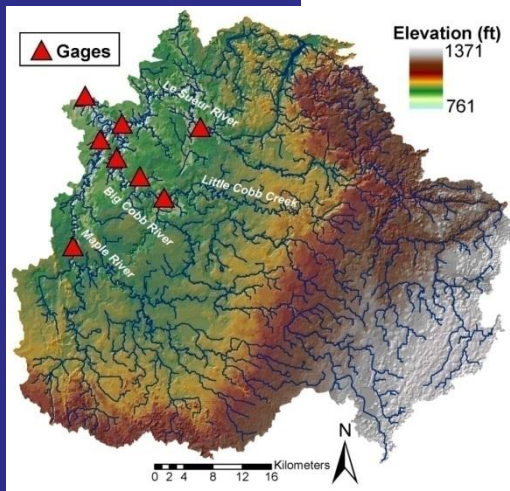 Gages
Elevation (ft)
1371
761
Le Sueur River
Little Cobb Creek
Big Cobb River
Maple River
N
Kilometers
0 2 4 8 12 16